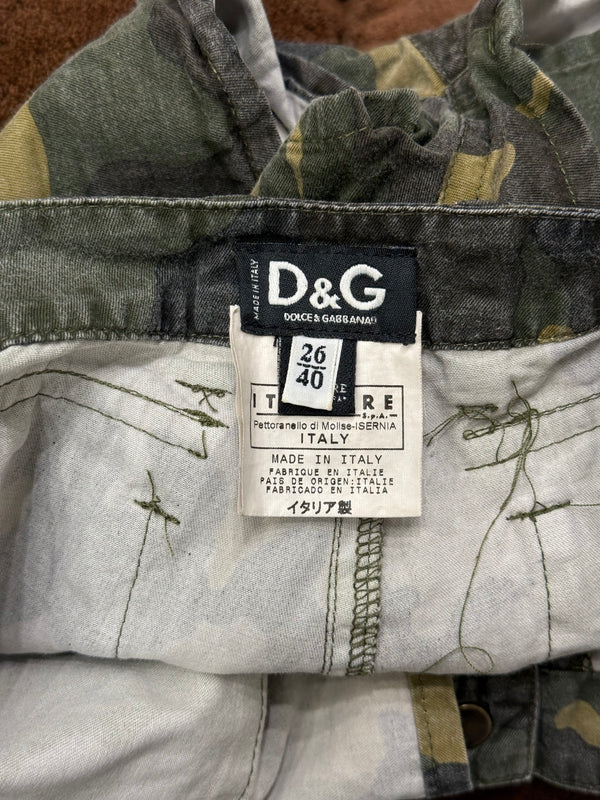 MADE IN ITALY
D&G
DOLCE & GABBANA
26
40
RE
S.p.A.
Pettoranello di Molise-ISERNIA
ITALY
MADE IN ITALY
FABRIQUE EN ITALIE
PAIS DE ORIGEN:ITALIE
FABRICADO EN ITALIA
イタリア製